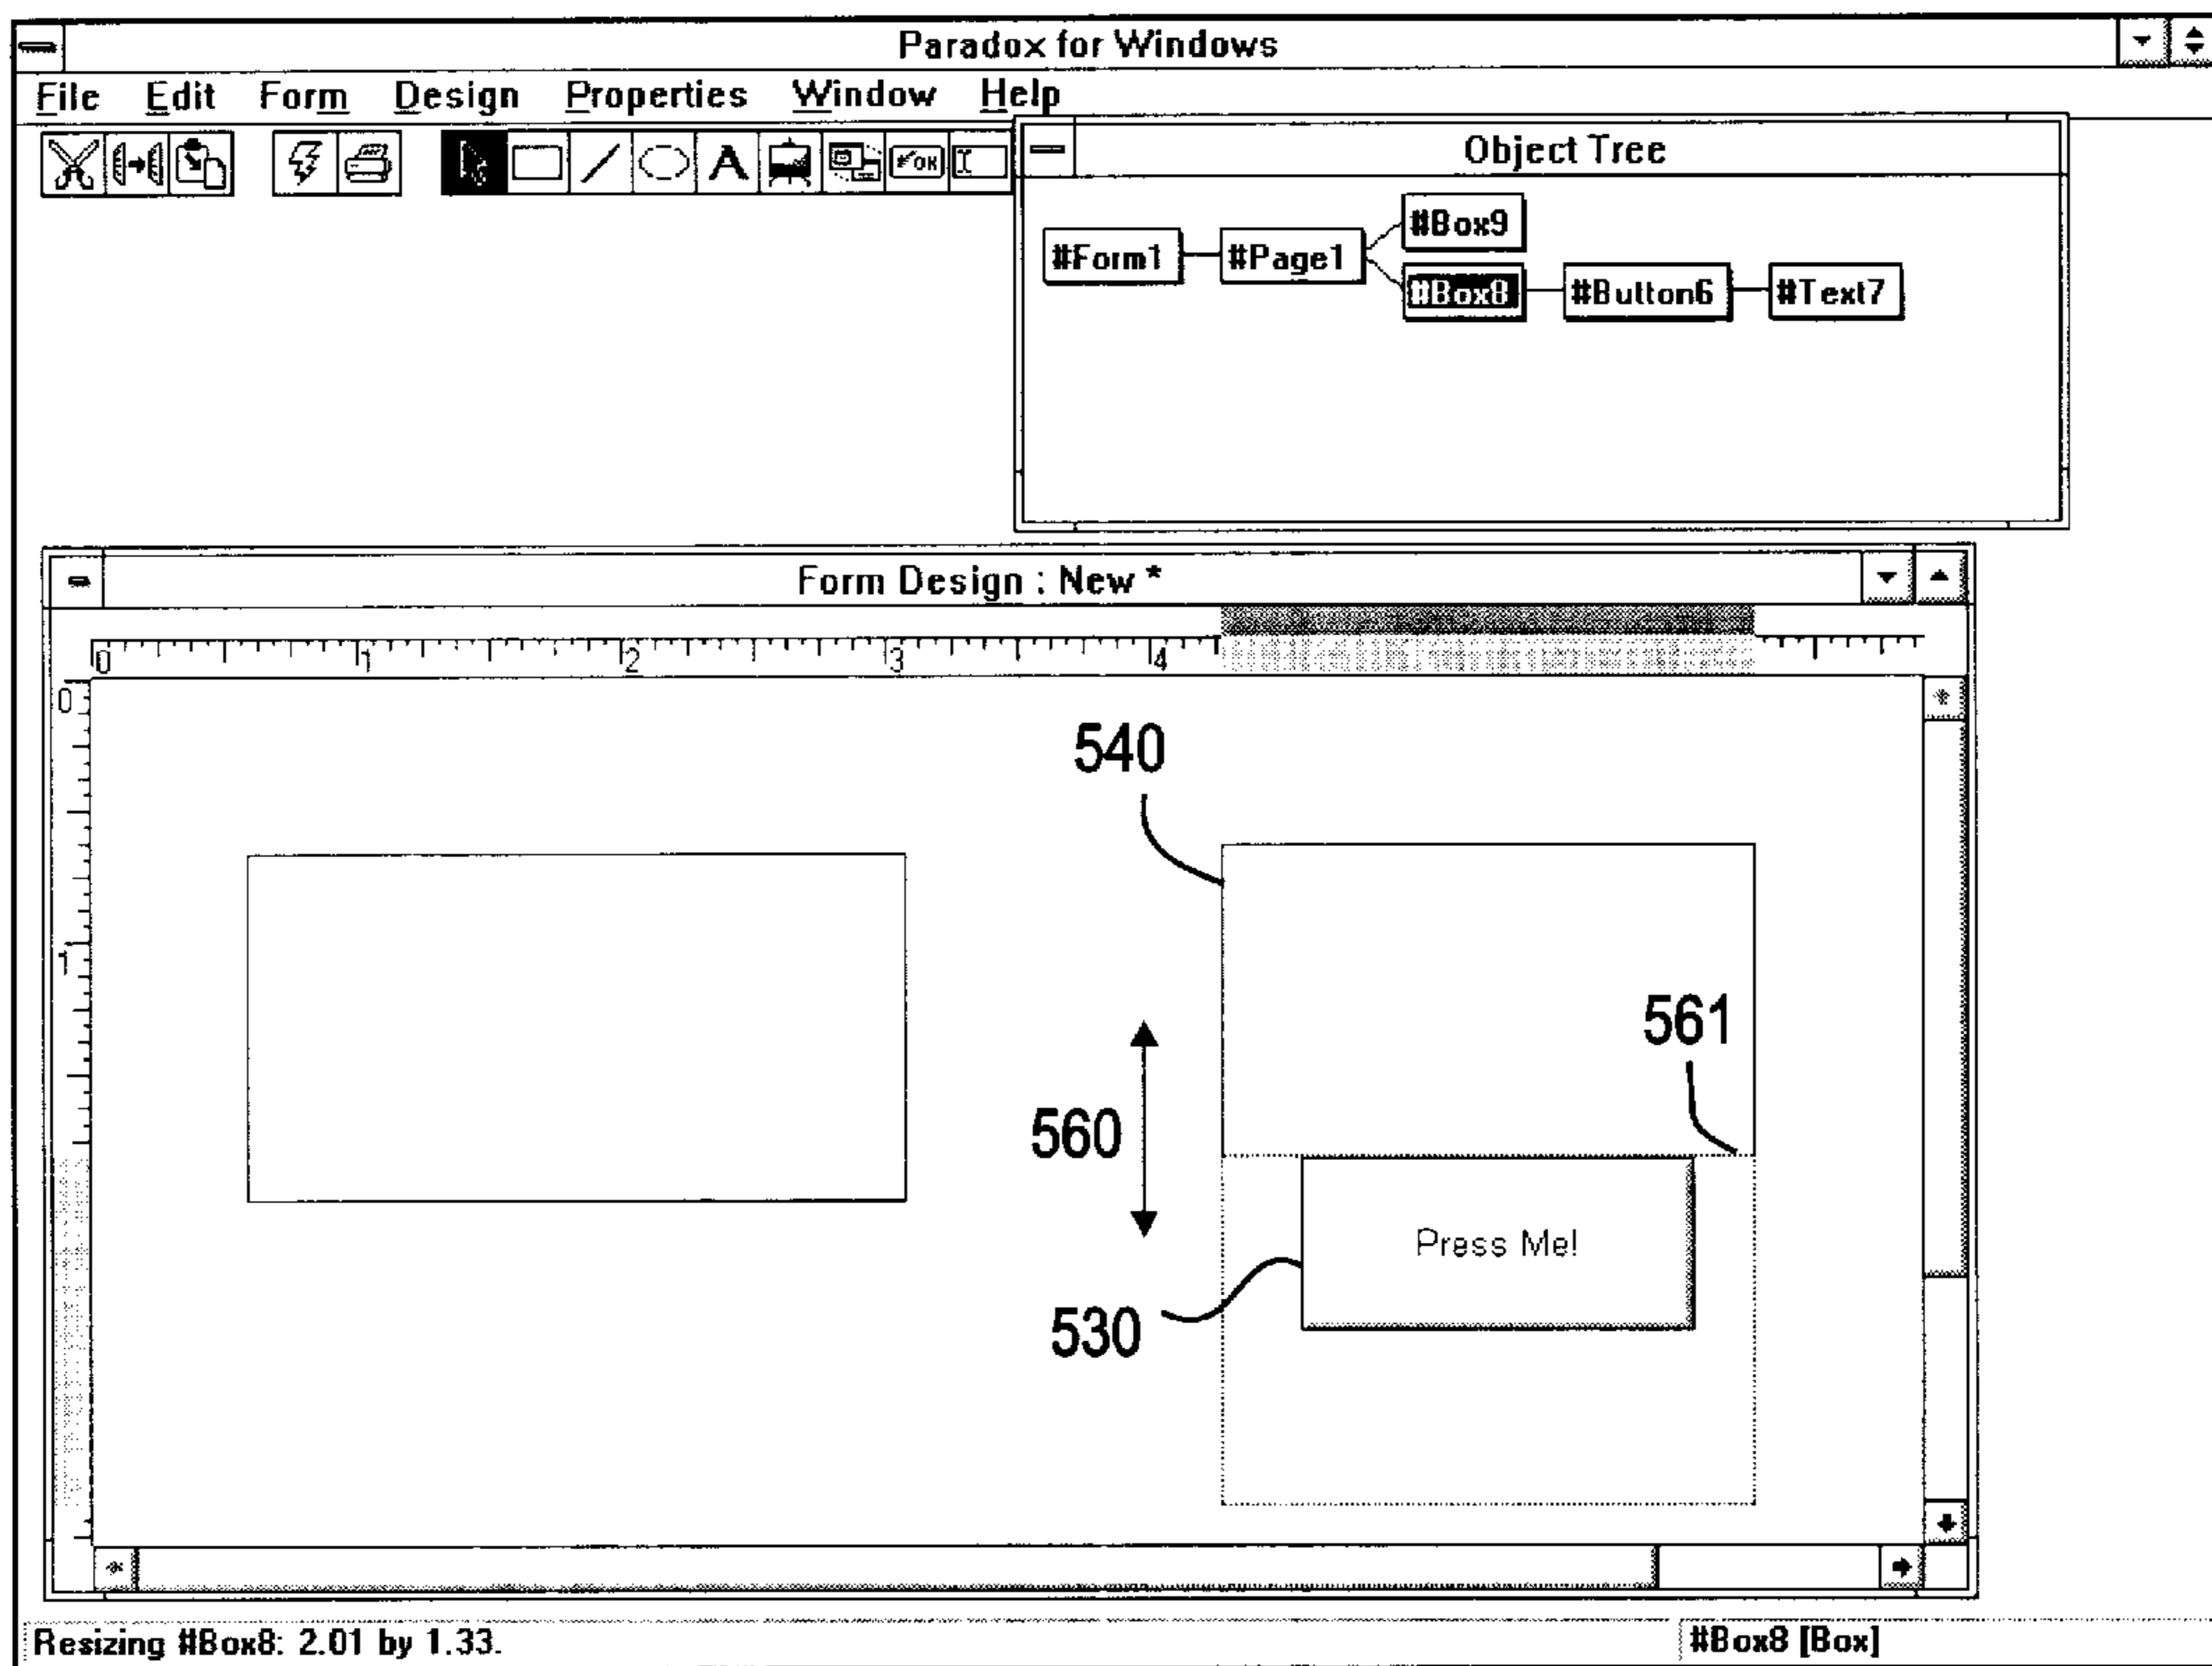 Paradox for Windows
File Edit Form Design Properties Window Help
A OK
Object Tree
#Box9
#Form1 #Page1
#Box8 #Button6 #Text7
Form Design : New *
0 1 2 3 4
0
540
1
561
560
Press Me!
530
Resizing #Box8: 2.01 by 1.33. #Box8 [Box]